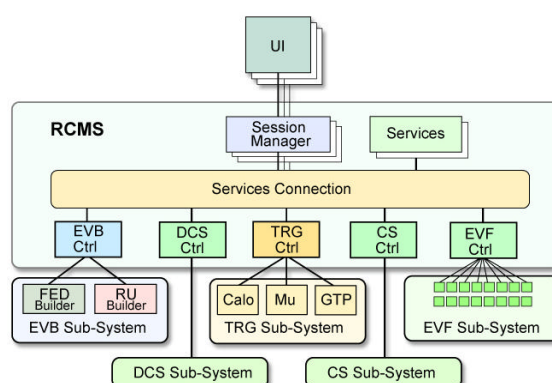 UI
RCMS
Session
Manager
Services
Services Connection
EVB
Ctrl
DCS
Ctrl
TRG
Ctrl
CS
Ctrl
EVF
Ctrl
FED
Builder
RU
Builder
EVB Sub-System
Calo
Mu
GTP
TRG Sub-System
EVF Sub-System
DCS Sub-System
CS Sub-System